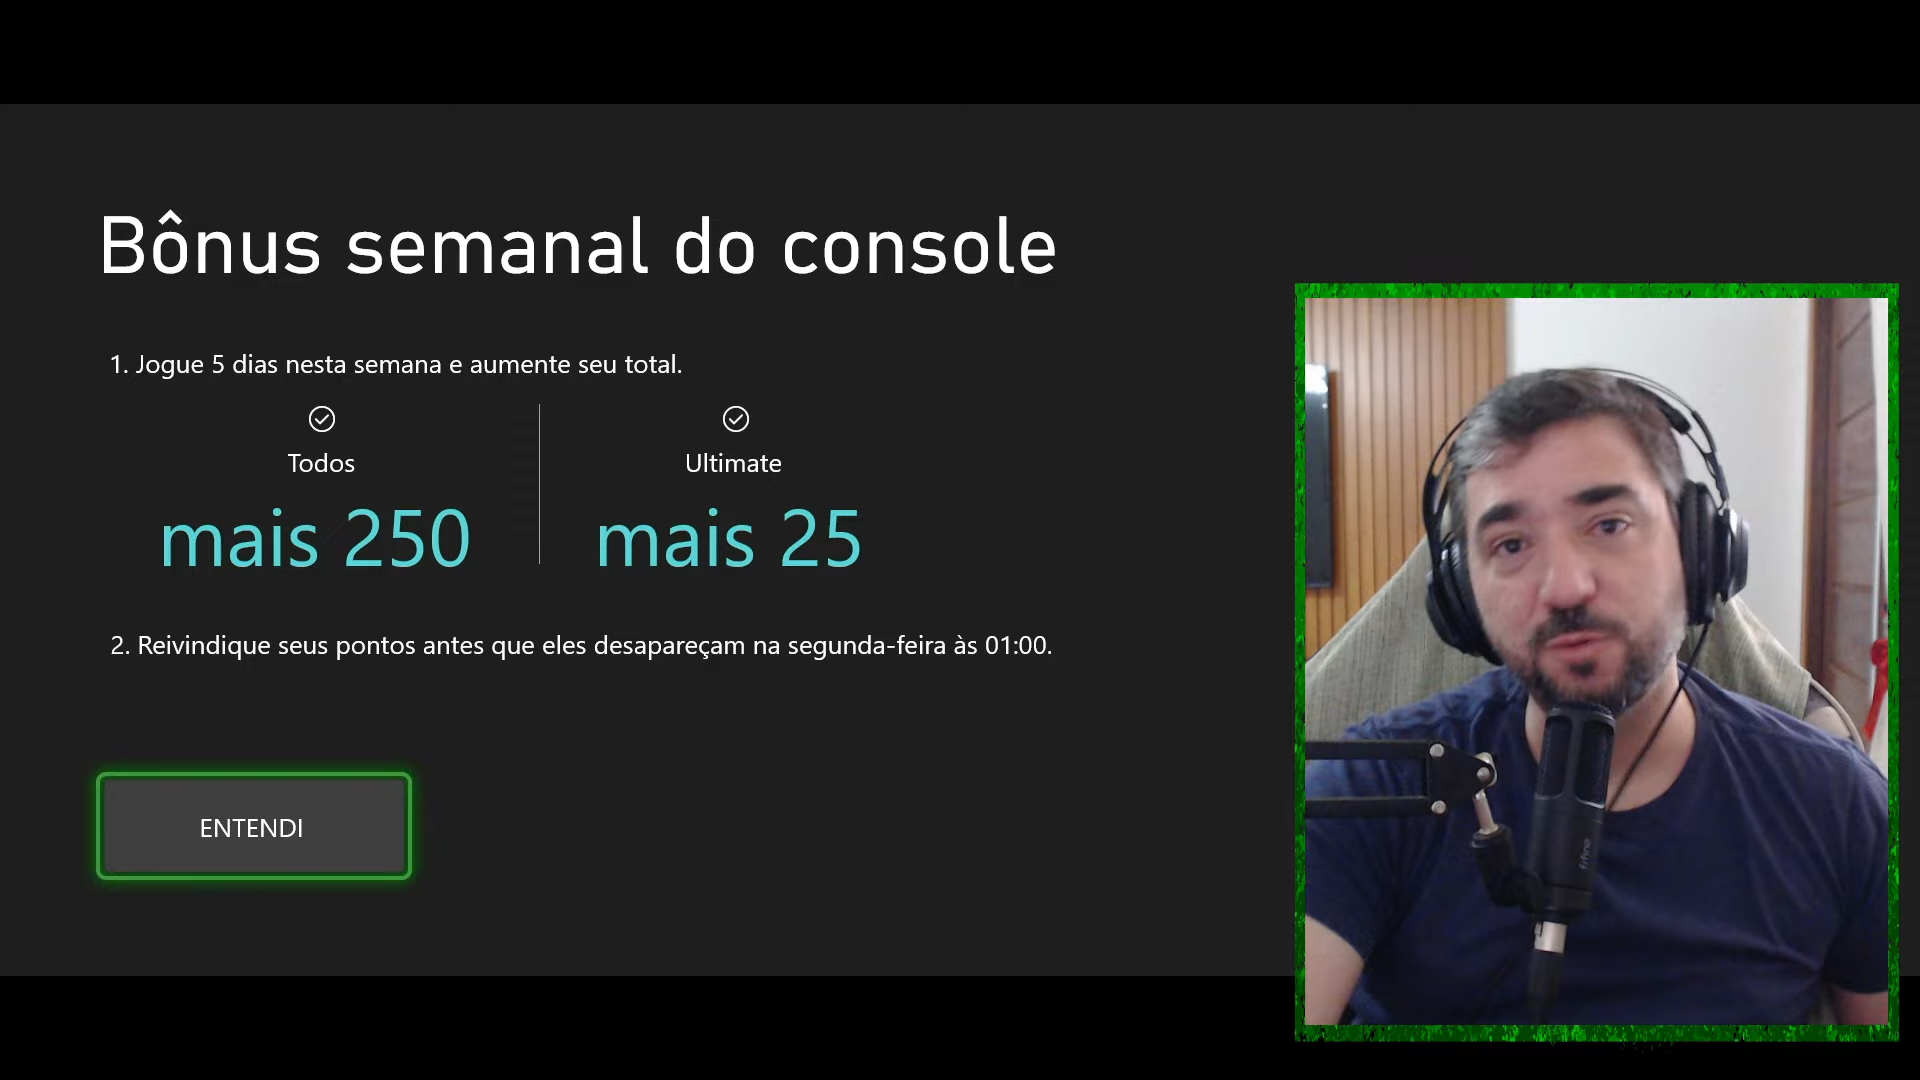 Bônus semanal do console
1. Jogue 5 dias nesta semana e aumente seu total.
Todos
mais 250
Ultimate
mais 25
2. Reivindique seus pontos antes que eles desapareçam na segunda-feira às 01:00.
ENTENDI
fifine